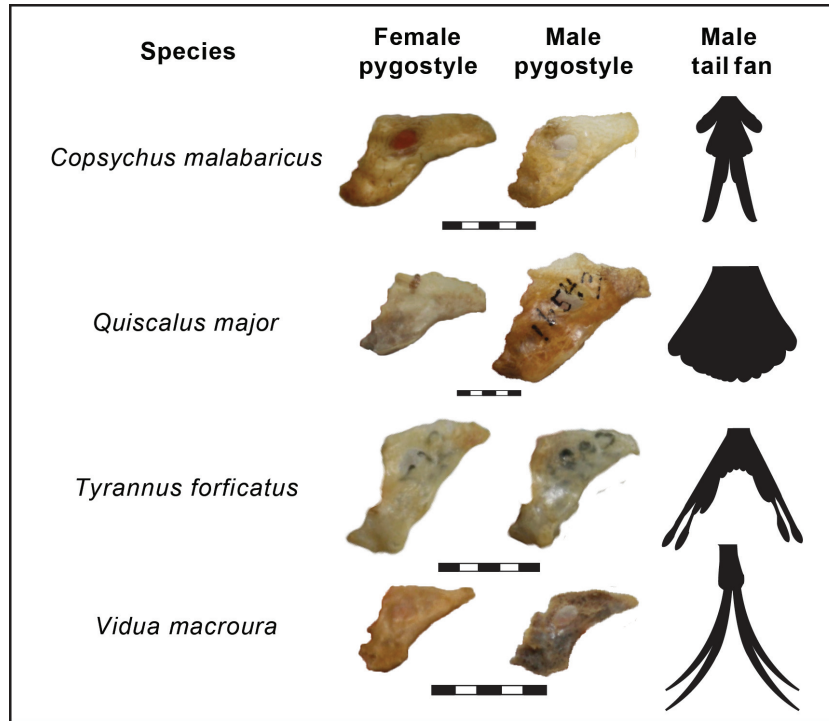 Species
Female
pygostyle
Male
pygostyle
Male
tail fan
Copsychus malabaricus
Quiscalus major
Tyrannus forficatus
Vidua macroura